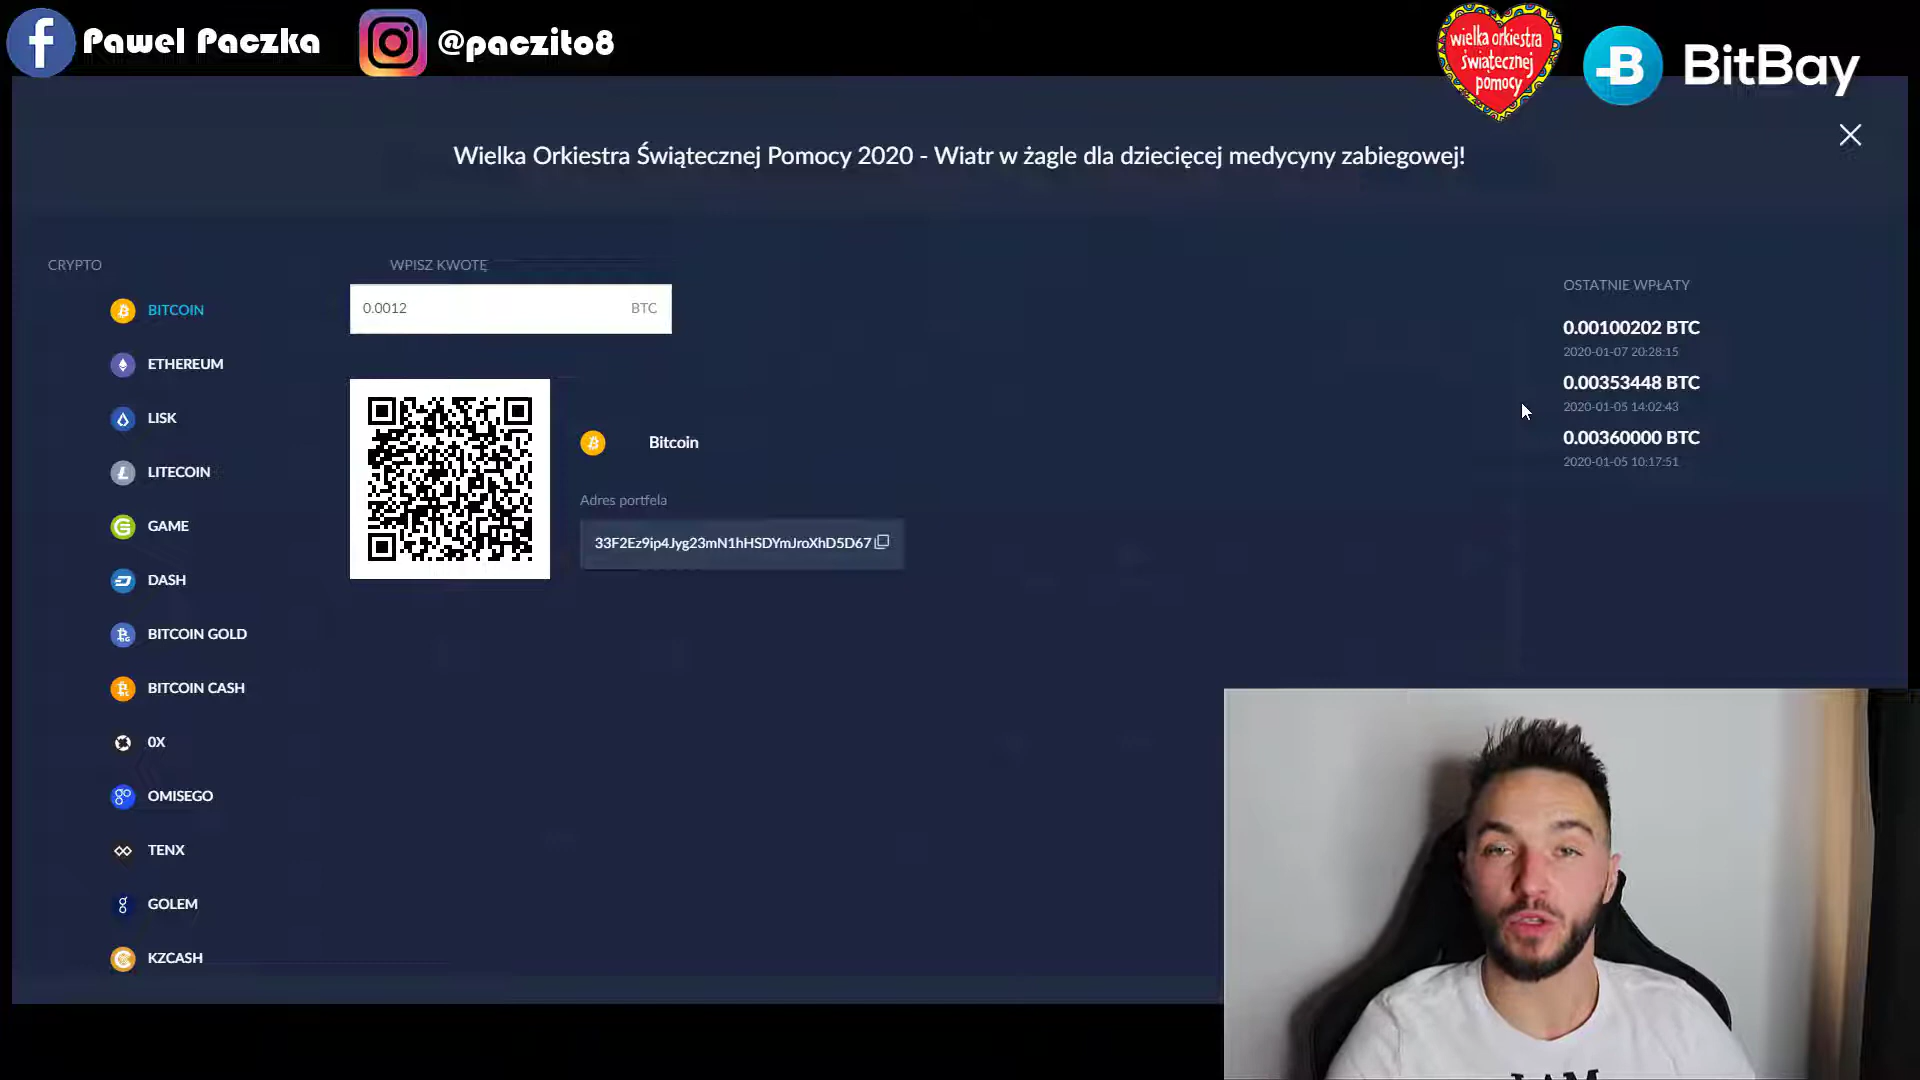 Pawel Paczka
@paczito8
wielka orkiestra
świątecznej
pomocy
BitBay
Wielka Orkiestra Świątecznej Pomocy 2020 - Wiatr w żagle dla dziecięcej medycyny zabiegowej!
CRYPTO
BITCOIN
ETHEREUM
LISK
LITECOIN
GAME
DASH
BITCOIN GOLD
BITCOIN CASH
0X
OMISEGO
TENX
GOLEM
KZCASH
WPISZ KWOTĘ
0.0012 BTC
Bitcoin
Adres portfela
33F2Ez9ip4Jyg23mN1hHSDYmJroXhD5D67
OSTATNIE WPŁATY
0.00100202 BTC
2020-01-07 20:28:15
0.00353448 BTC
2020-01-05 14:02:43
0.00360000 BTC
2020-01-05 10:17:51
I AM